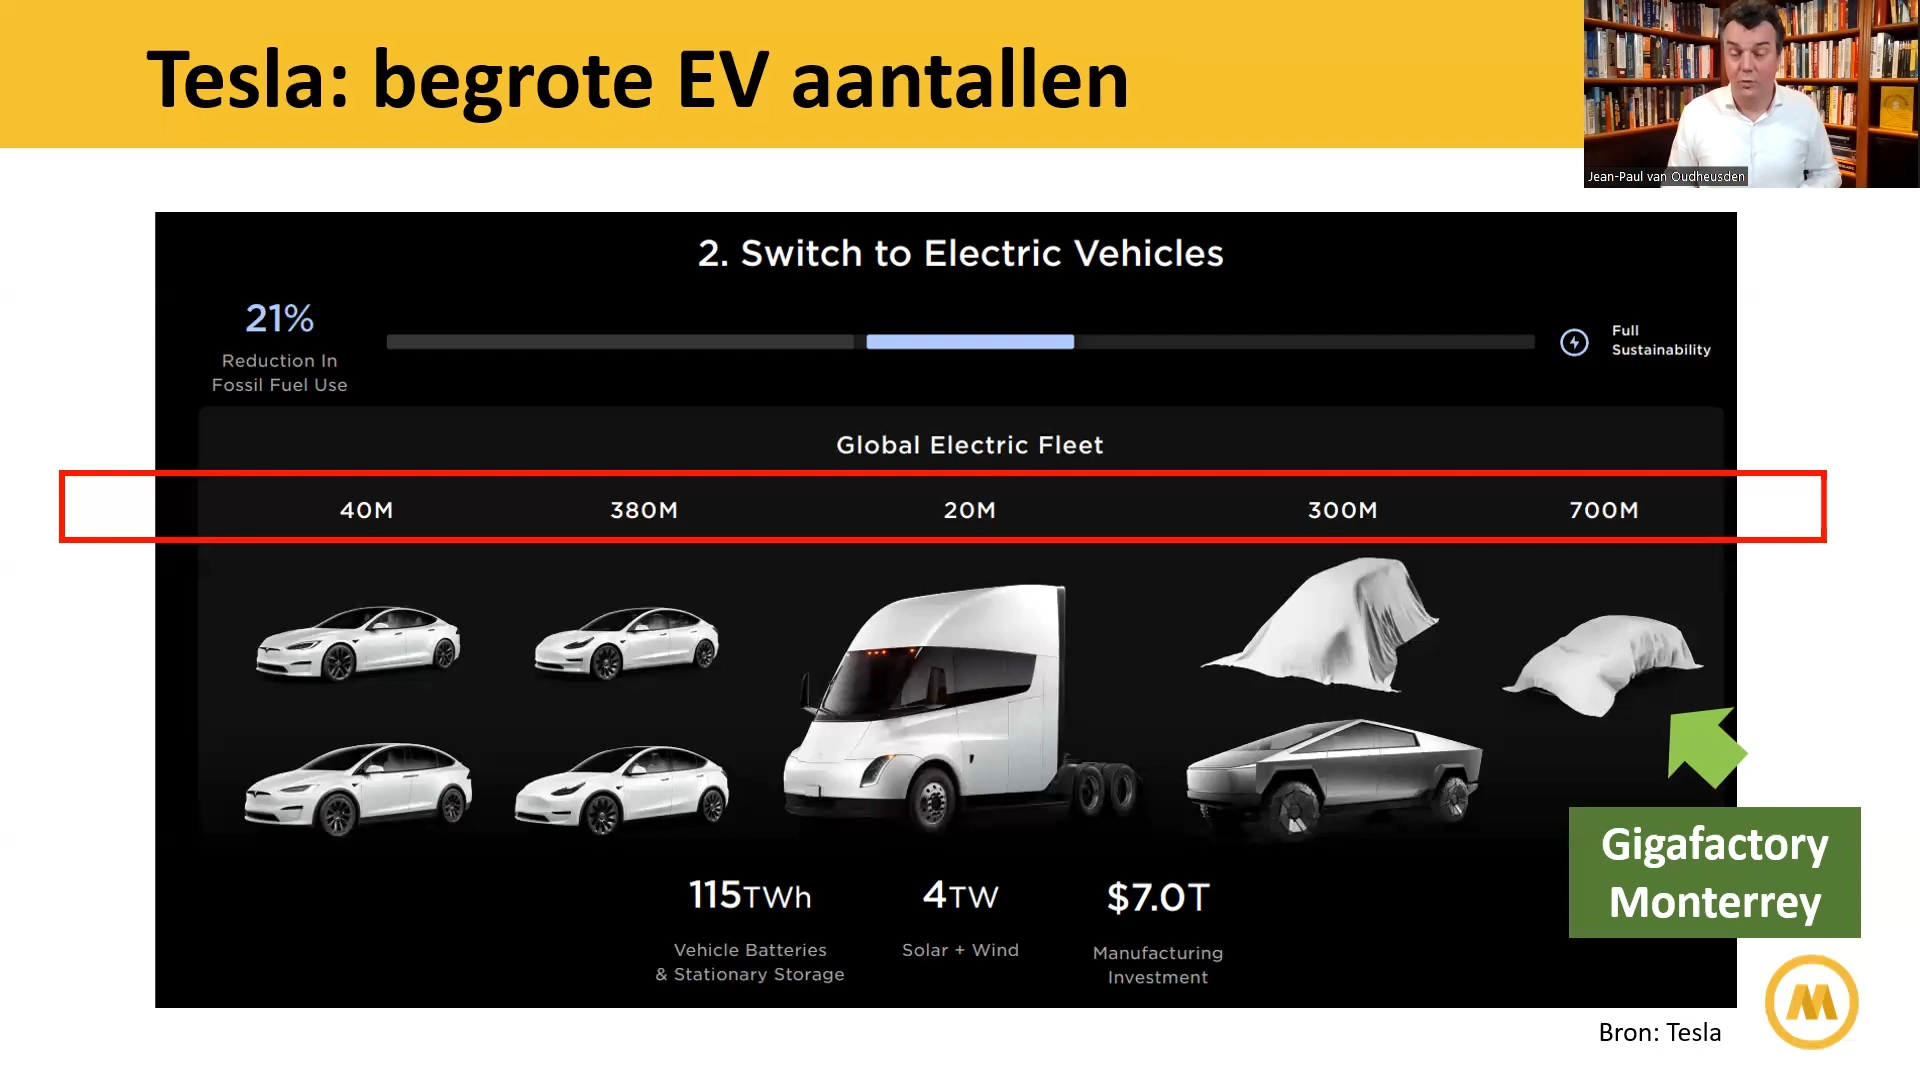 Tesla: begrote EV aantallen
Jean-Paul van Oudheusden
2. Switch to Electric Vehicles
21%
Reduction In
Fossil Fuel Use
Full
Sustainability
Global Electric Fleet
40M 380M 20M 300M 700M
115TWh 4TW $7.0T
Vehicle Batteries
& Stationary Storage
Solar + Wind
Manufacturing
Investment
Gigafactory
Monterrey
Bron: Tesla